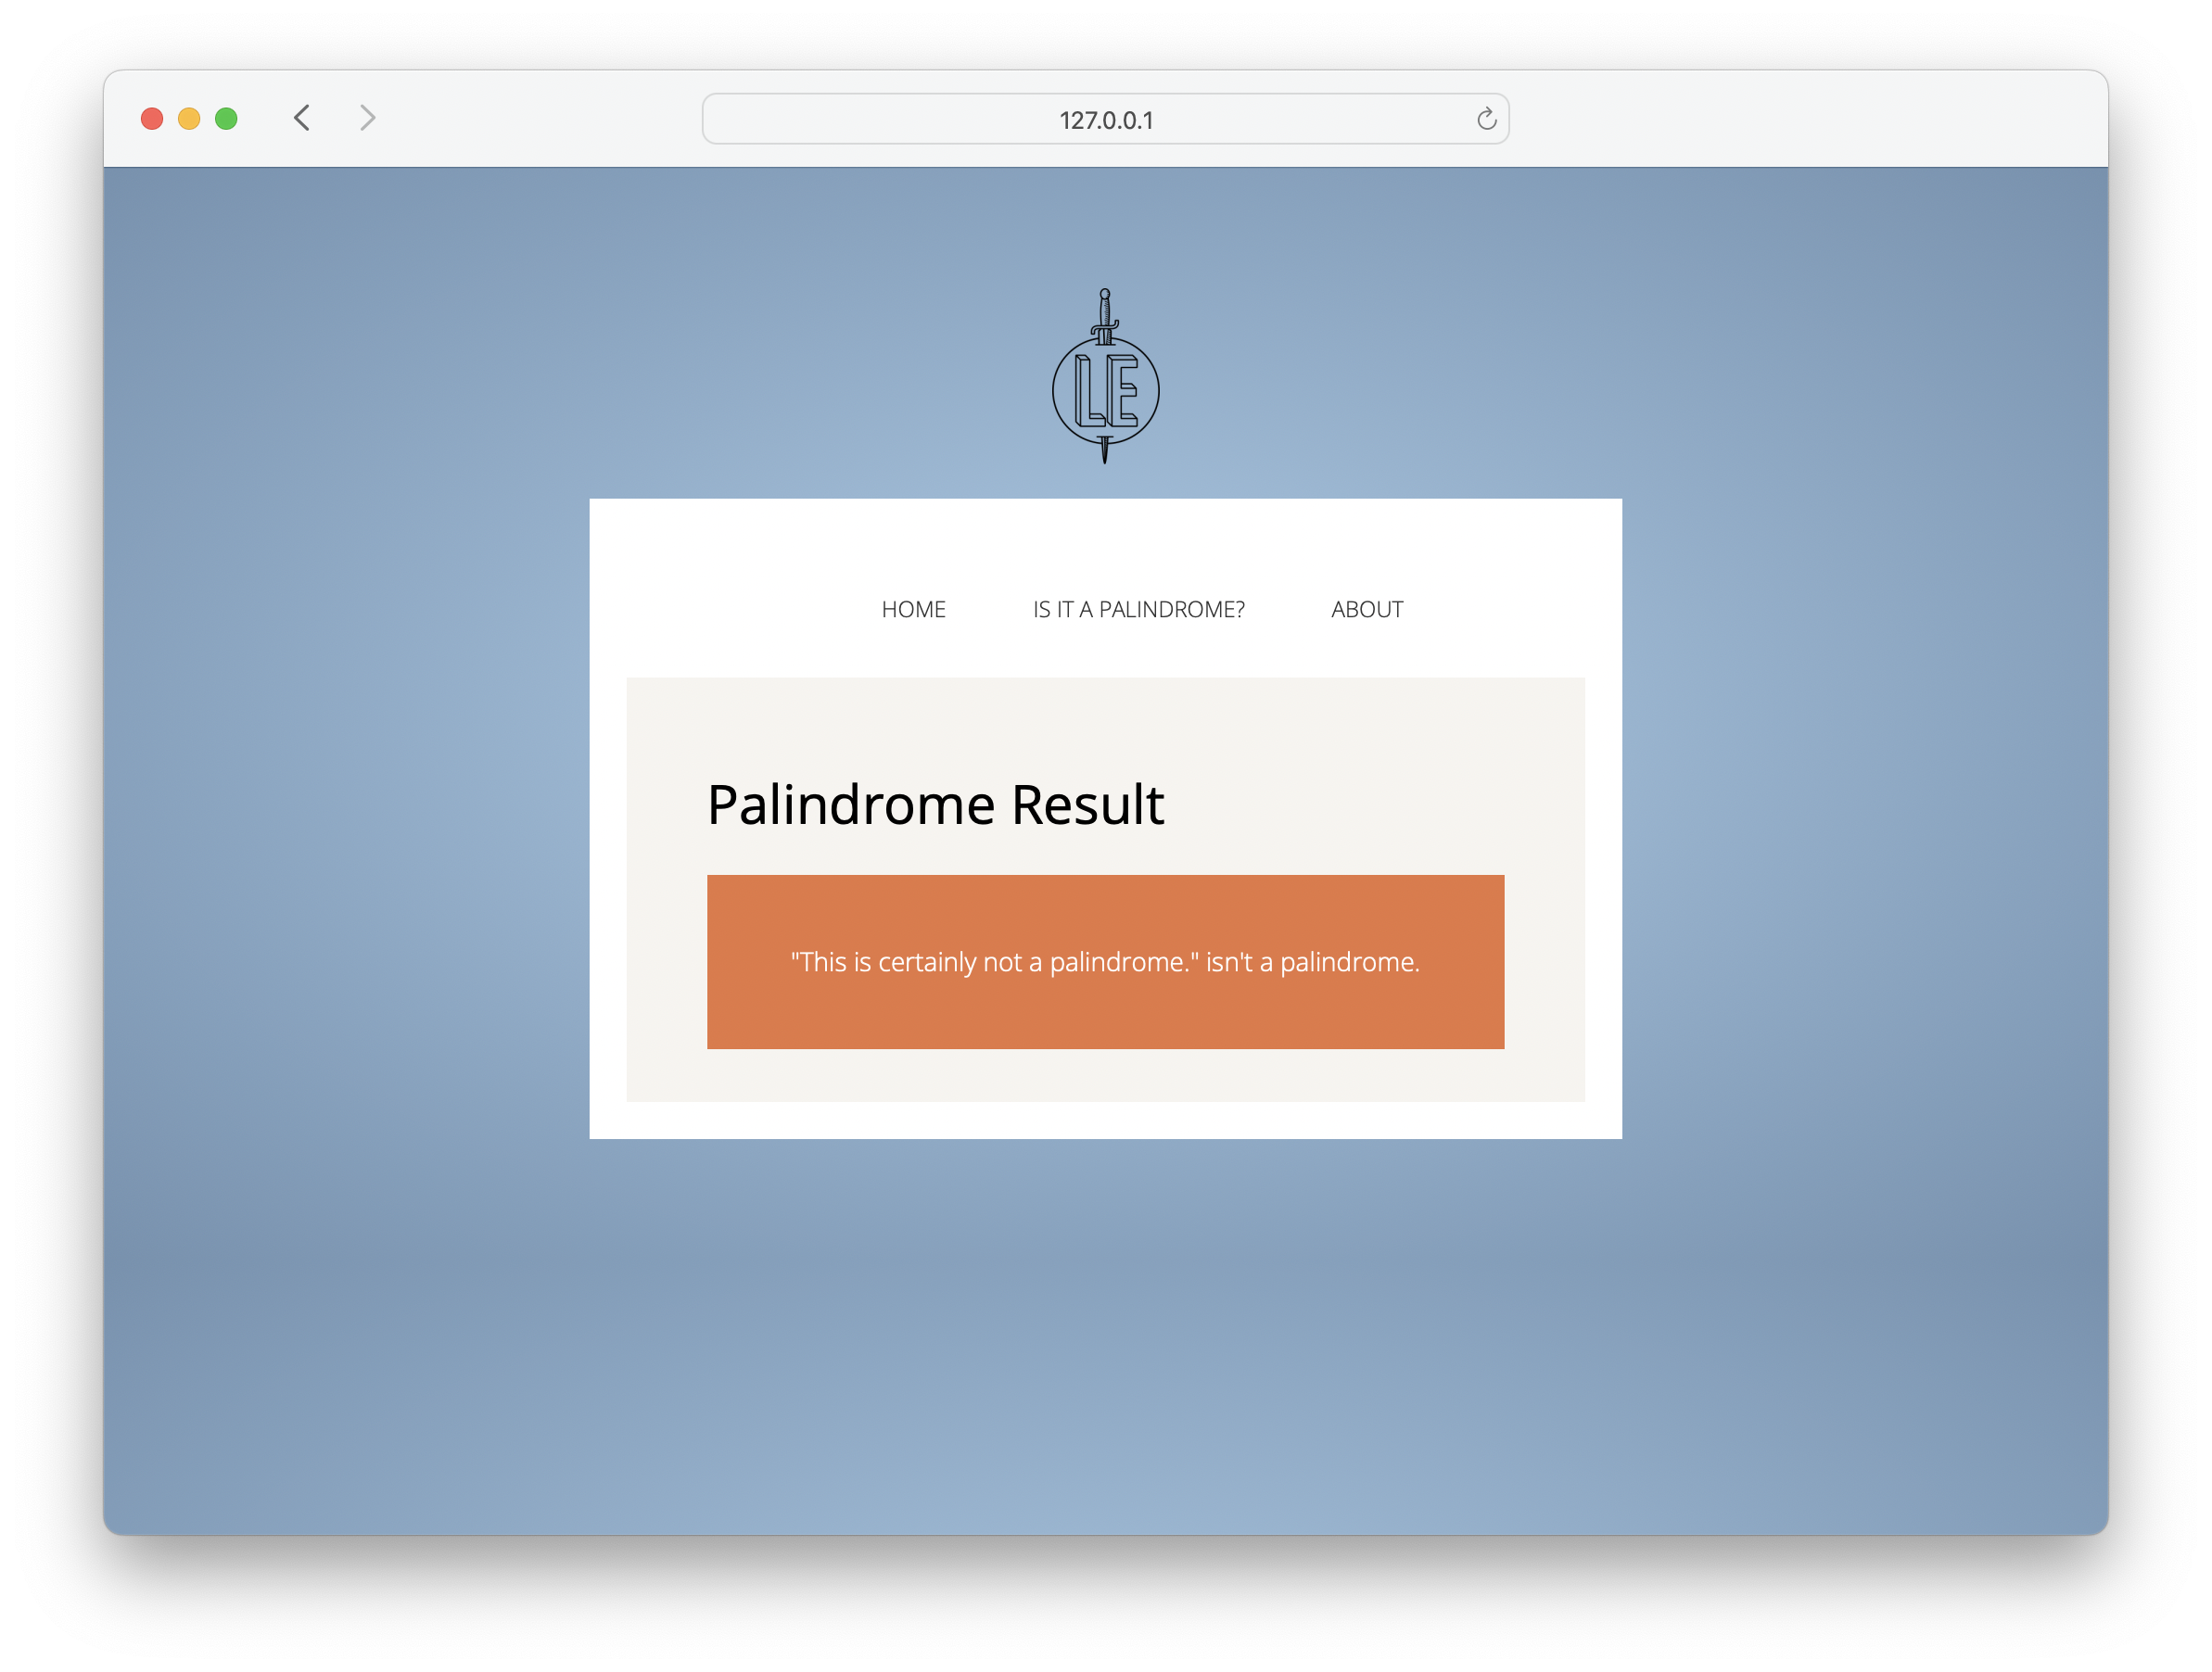 127.0.0.1
LE
HOME IS IT A PALINDROME? ABOUT
Palindrome Result
"This is certainly not a palindrome." isn't a palindrome.